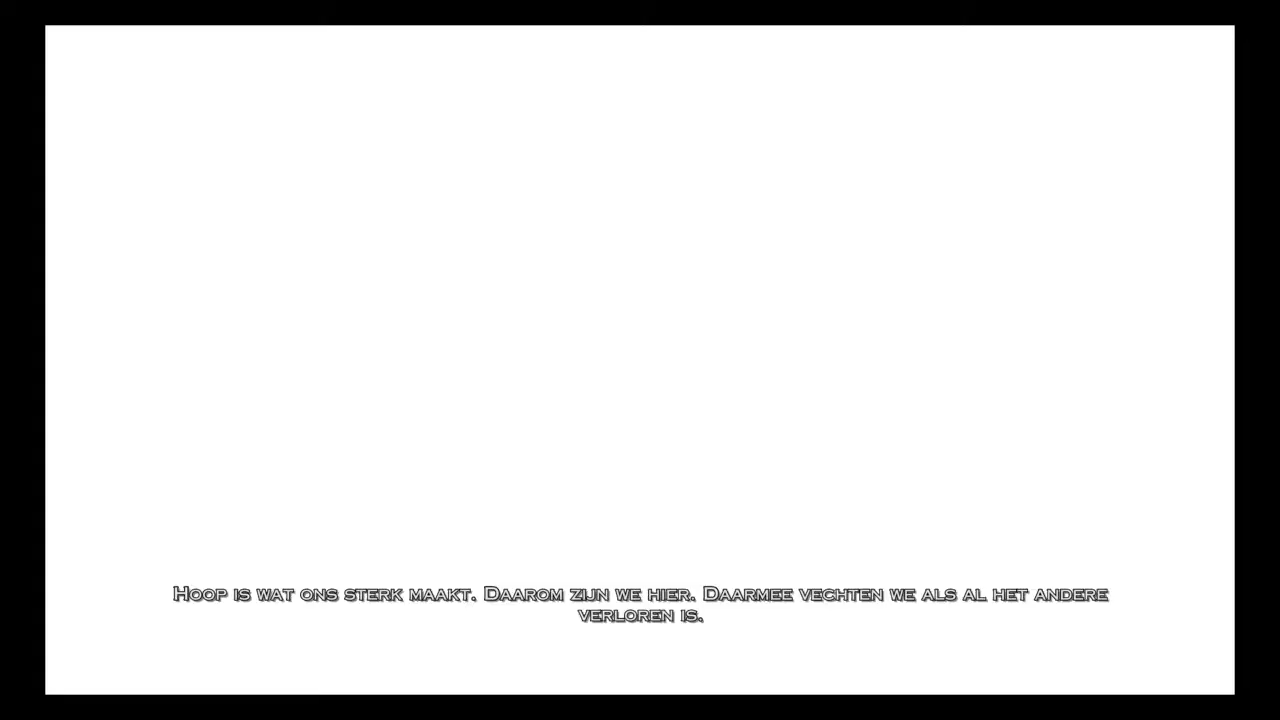 Hoop is wat ons sterk maakt. Daarom zijn we hier. Daarmee vechten we als al het andere
verloren is.